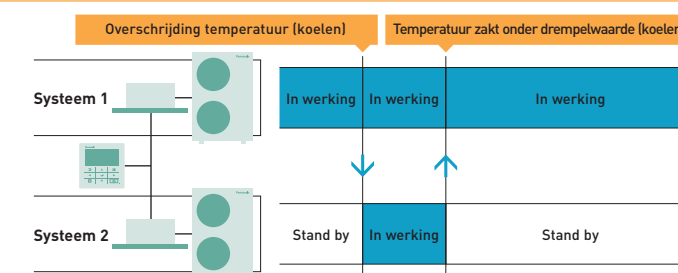 Overschrijding temperatuur (koelen)
Temperatuur zakt onder drempelwaarde (koelen
Systeem 1
In werking
In werking
In werking
Systeem 2
Stand by
In werking
Stand by